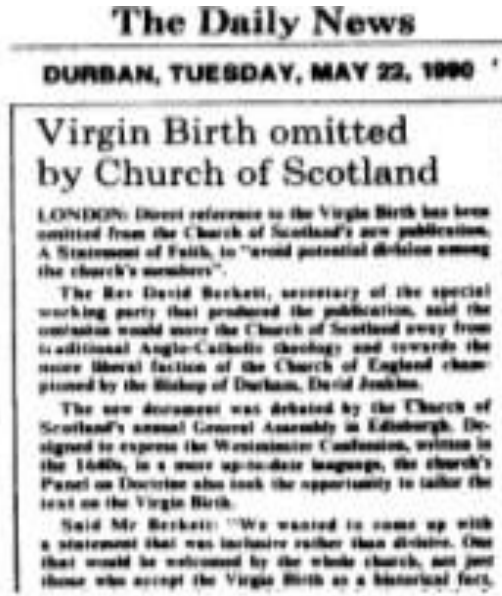 The Daily News
DURBAN, TUESDAY, MAY 22, 1990
Virgin Birth omitted
by Church of Scotland
LONDON: Direct reference to the Virgin Birth has been
omitted from the Church of Scotland's new publication,
A Statement of Faith, to "avoid potential division among
the church's members".
The Rev David Beckett, secretary of the special
working party that produced the publication, said the
omission would move the Church of Scotland away from
traditional Anglo-Catholic theology and towards the
more liberal faction of the Church of England cham-
pioned by the Bishop of Durham, David Jenkins.
The new document was debated by the Church of
Scotland's annual General Assembly in Edinburgh. De-
signed to express the Westminster Confession, written in
the 1640s, in a more up-to-date language, the church's
Panel on Doctrine also took the opportunity to tailor the
text on the Virgin Birth.
Said Mr Beckett: "We wanted to come up with
a statement that was inclusive rather than divisive. One
that would be welcomed by the whole church, not just
those who accept the Virgin Birth as a historical fact.